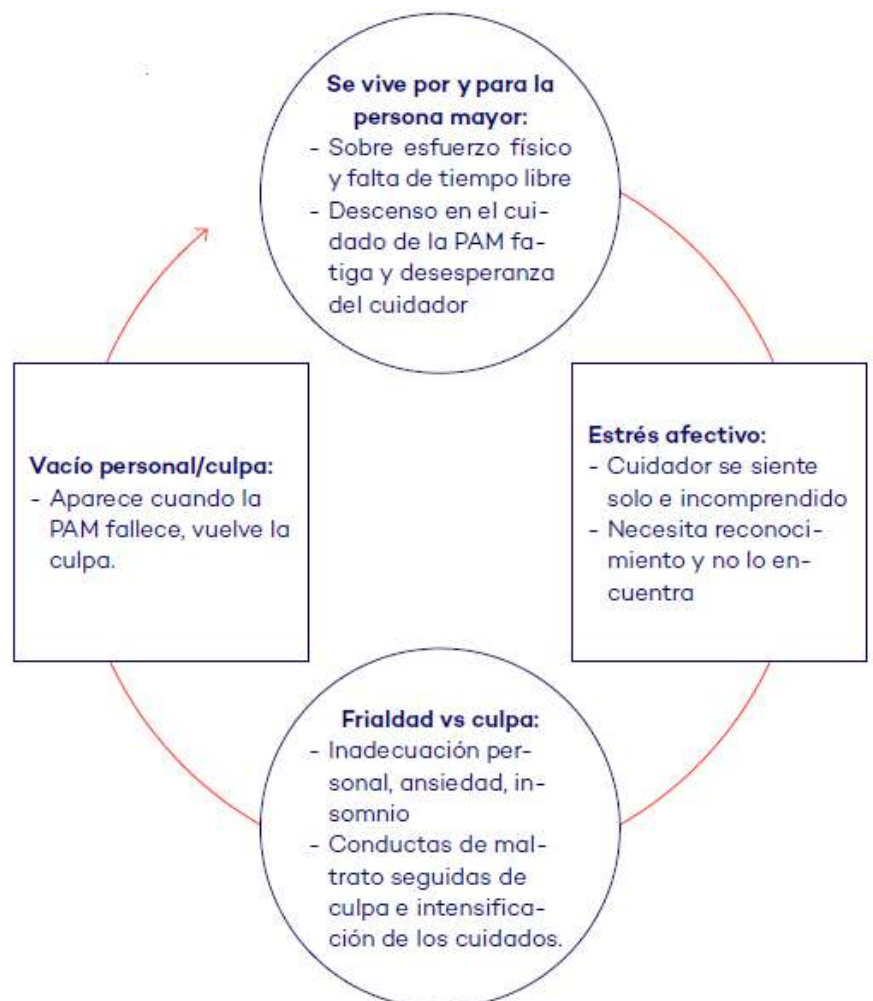 Se vive por y para la
persona mayor:
- Sobre esfuerzo físico
y falta de tiempo libre
- Descenso en el cui-
dado de la PAM fa-
tiga y desesperanza
del cuidador
Estrés afectivo:
- Cuidador se siente
solo e incomprendido
- Necesita reconoci-
miento y no lo en-
cuentra
Frialdad vs culpa:
- Inadecuación per-
sonal, ansiedad, in-
somnio
- Conductas de mal-
trato seguidas de
culpa e intensifica-
ción de los cuidados.
Vacío personal/culpa:
- Aparece cuando la
PAM fallece, vuelve la
culpa.